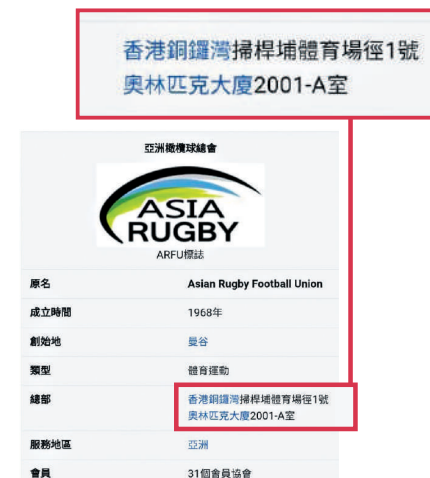 香港銅鑼灣掃桿埔體育場徑1號
奧林匹克大廈2001-A室
亞洲橄欖球總會
ASIA
RUGBY
ARFU標誌
原名 Asian Rugby Football Union
成立時間 1968年
創始地 曼谷
類型 體育運動
總部 香港銅鑼灣掃桿埔體育場徑1號
奧林匹克大廈2001-A室
服務地區 亞洲
會員 31個會員協會